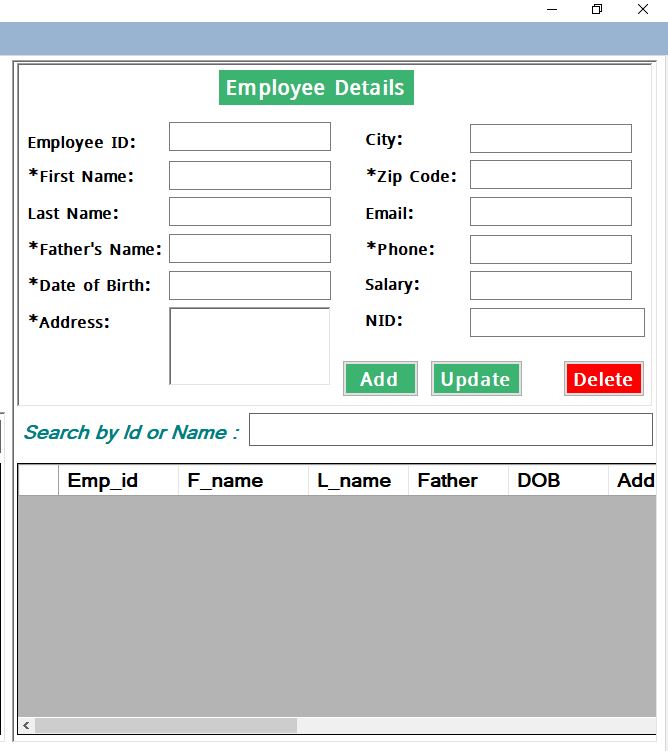 Employee Details
Employee ID:
City:
*First Name:
*Zip Code:
Last Name:
Email:
*Father's Name:
*Phone:
*Date of Birth:
Salary:
*Address:
NID:
Add
Update
Delete
Search by Id or Name :
Emp_id F_name L_name Father DOB Add